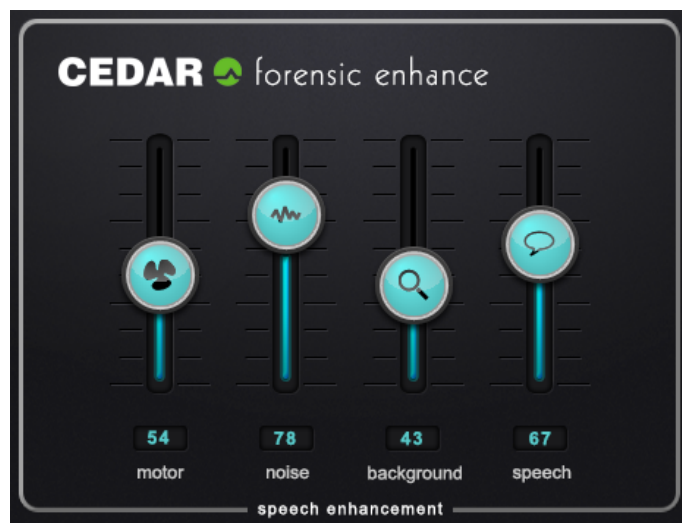 CEDAR forensic enhance
54 78 43 67
motor noise background speech
speech enhancement